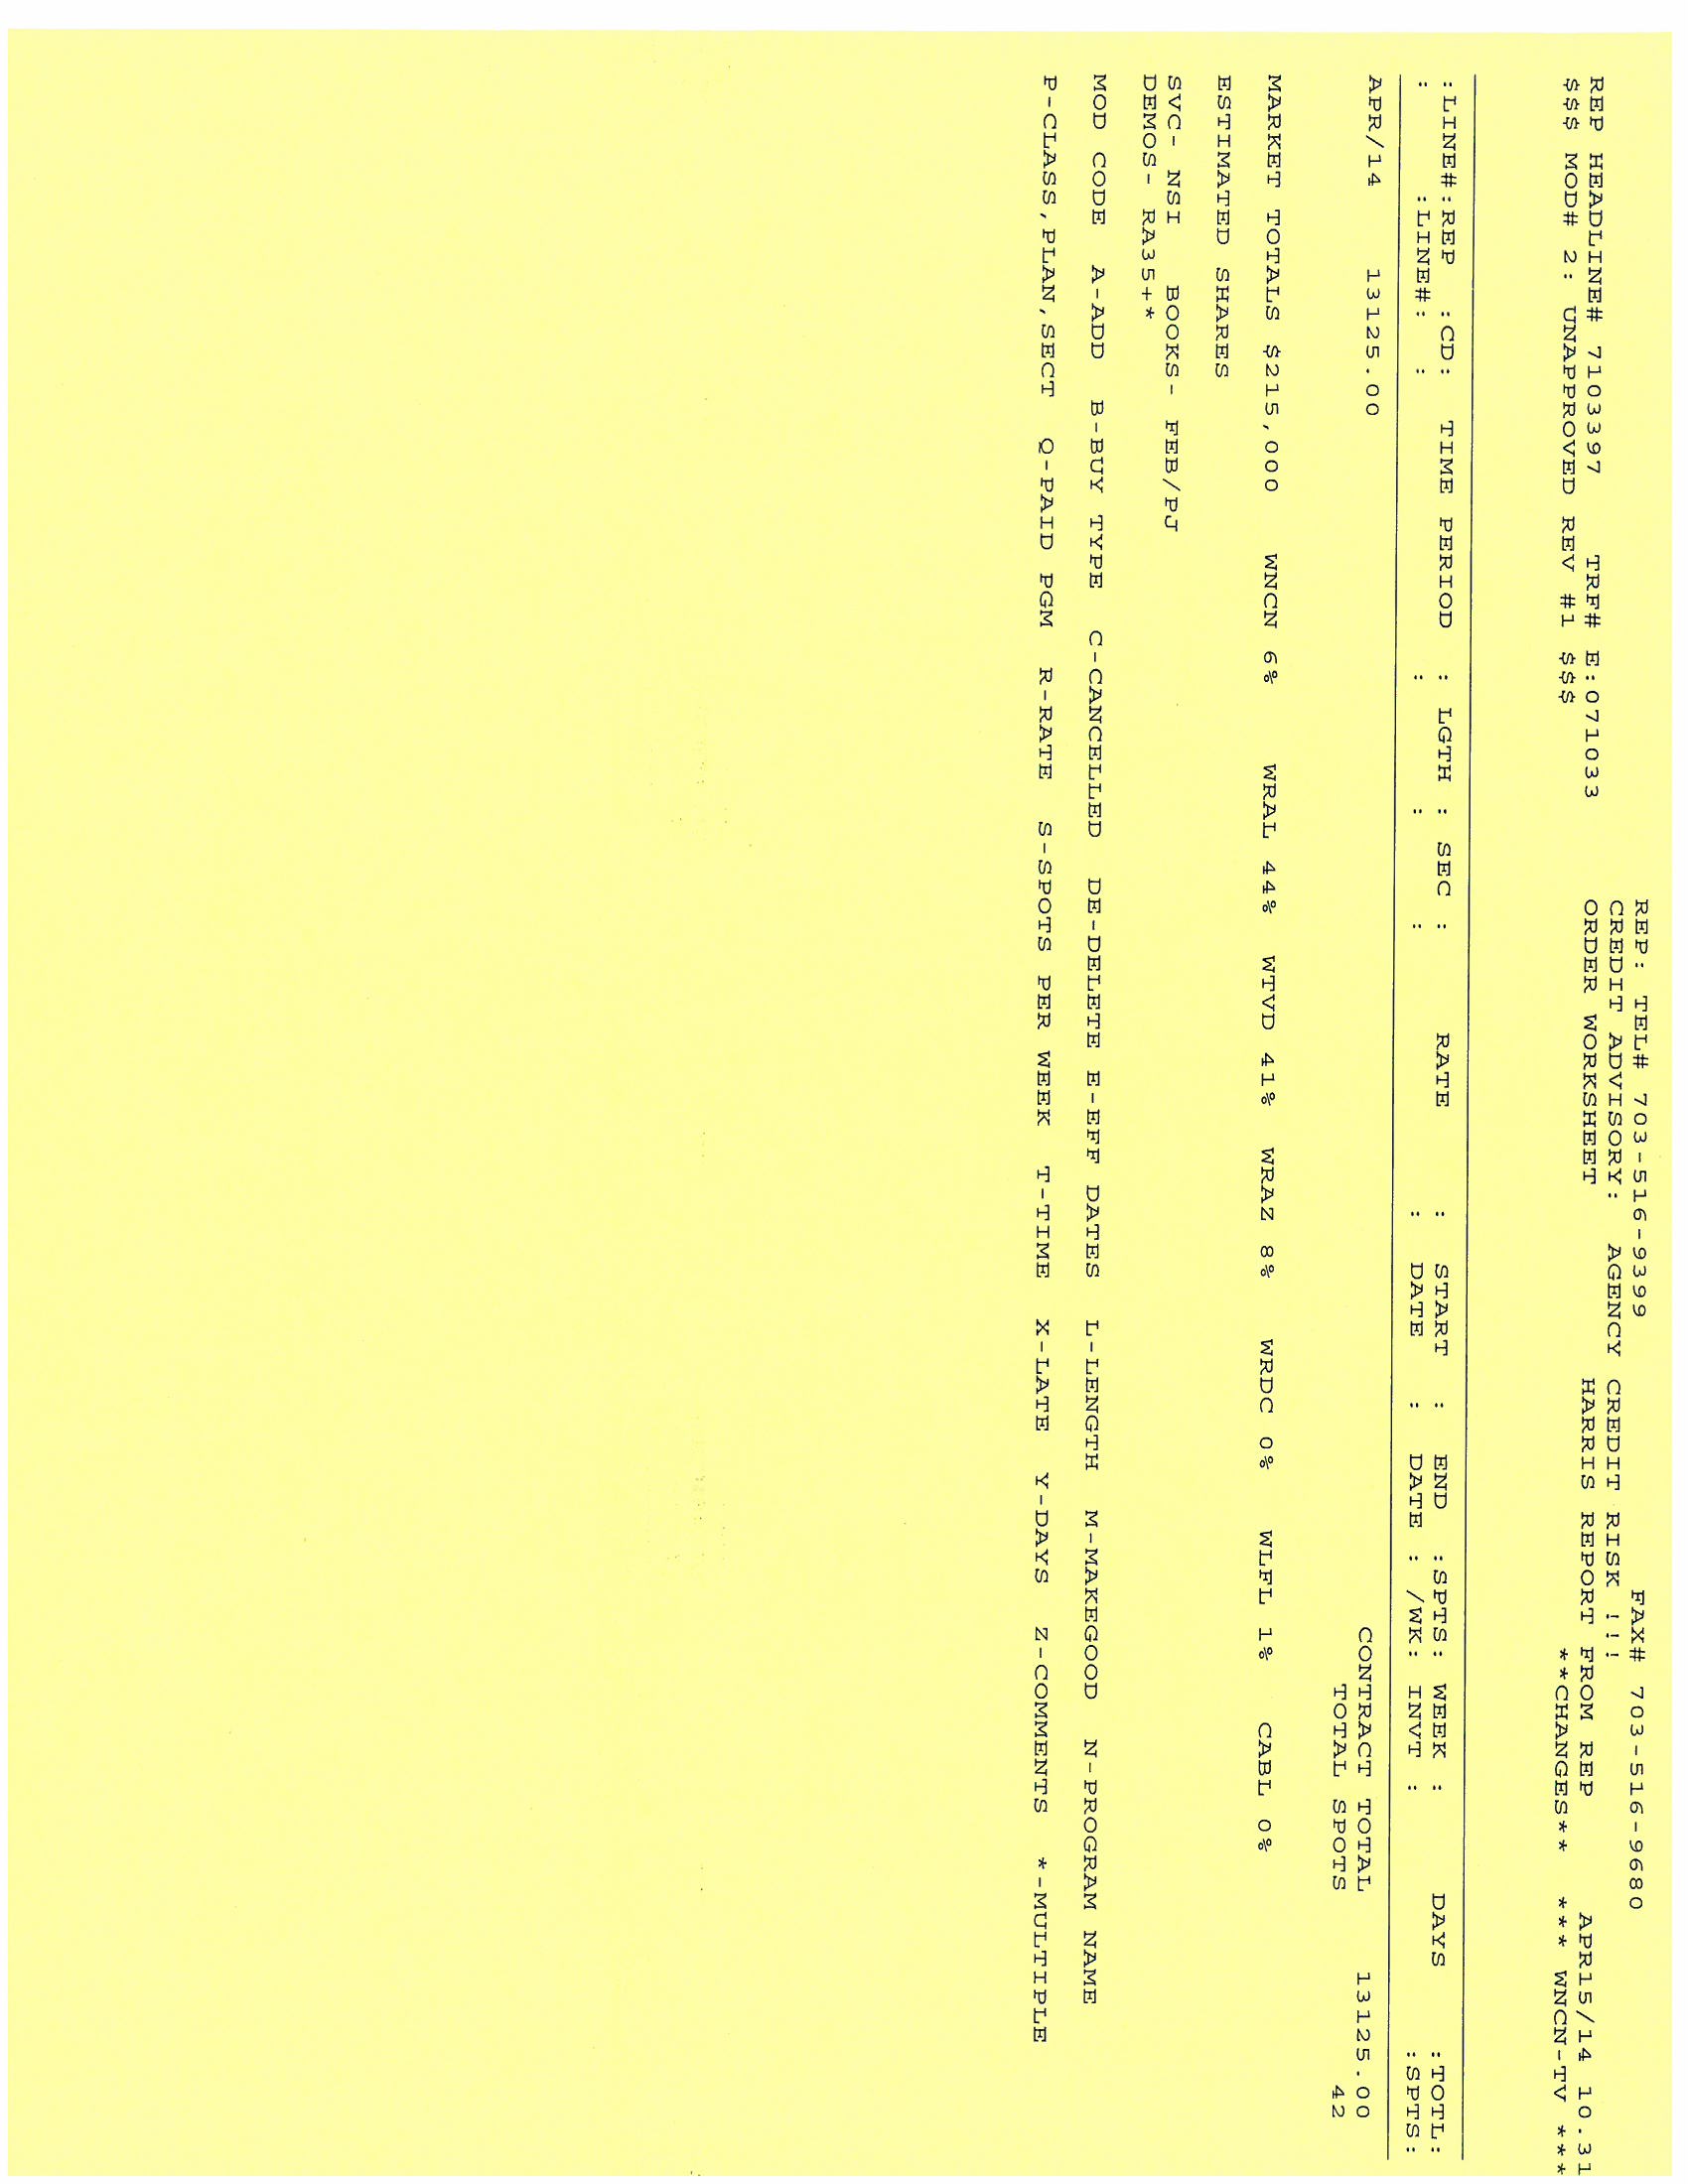 REP: TEL# 703-516-9399 FAX# 703-516-9680
CREDIT ADVISORY: AGENCY CREDIT RISK !!!
REP HEADLINE# 7103397 TRF# E:071033 ORDER WORKSHEET HARRIS REPORT FROM REP APR15/14 10.31
$$$ MOD# 2: UNAPPROVED REV #1 $$$ **CHANGES** *** WNCN-TV ***
:LINE#:REP :CD: TIME PERIOD : LGTH : SEC : RATE : START : END :SPTS: WEEK : DAYS :TOTL:
: :LINE#: : : : : : DATE : DATE : /WK: INVT : :SPTS:
APR/14 13125.00 CONTRACT TOTAL 13125.00
TOTAL SPOTS 42
MARKET TOTALS $215,000 WNCN 6% WRAL 44% WTVD 41% WRAZ 8% WRDC 0% WLFL 1% CABL 0%
ESTIMATED SHARES
SVC- NSI BOOKS- FEB/PJ
DEMOS- RA35+*
MOD CODE A-ADD B-BUY TYPE C-CANCELLED DE-DELETE E-EFF DATES L-LENGTH M-MAKEGOOD N-PROGRAM NAME
P-CLASS,PLAN,SECT Q-PAID PGM R-RATE S-SPOTS PER WEEK T-TIME X-LATE Y-DAYS Z-COMMENTS *-MULTIPLE